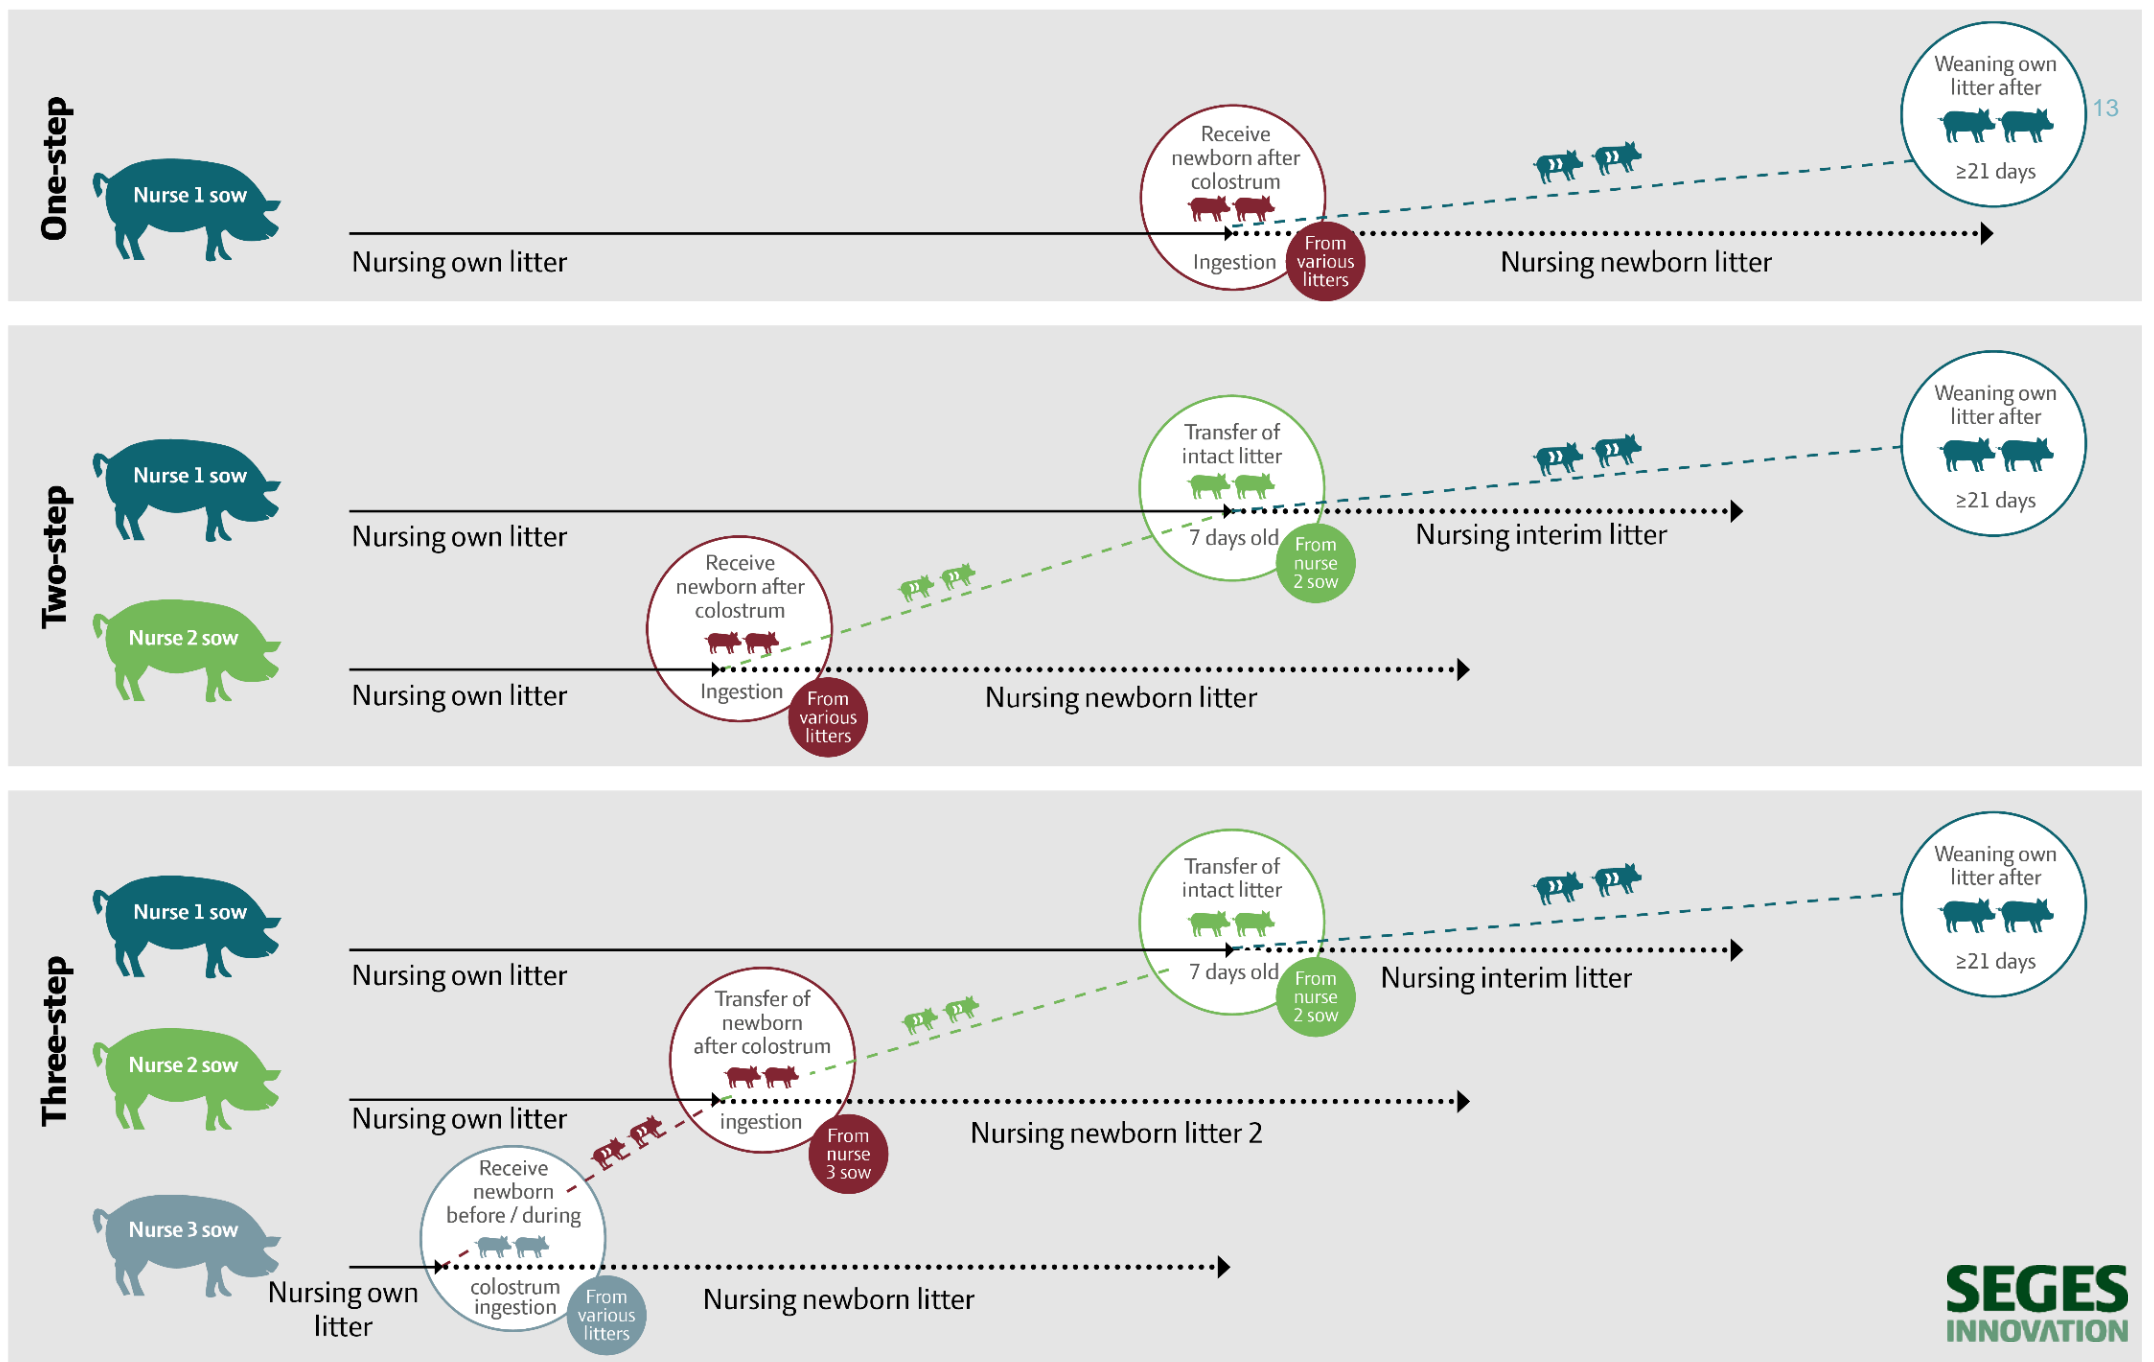 One-step
Nurse 1 sow
Nursing own litter
Receive
newborn after
colostrum
Ingestion
From
various
litters
Nursing newborn litter
Weaning own
litter after
≥21 days
13
Two-step
Nurse 1 sow
Nursing own litter
Transfer of
intact litter
7 days old
From
nurse
2 sow
Nursing interim litter
Weaning own
litter after
≥21 days
Nurse 2 sow
Nursing own litter
Receive
newborn after
colostrum
Ingestion
From
various
litters
Nursing newborn litter
Three-step
Nurse 1 sow
Nursing own litter
Transfer of
intact litter
7 days old
From
nurse
2 sow
Nursing interim litter
Weaning own
litter after
≥21 days
Nurse 2 sow
Nursing own litter
Transfer of
newborn
after colostrum
ingestion
From
nurse
3 sow
Nursing newborn litter 2
Nurse 3 sow
Nursing own
litter
Receive
newborn
before / during
colostrum
ingestion
From
various
litters
Nursing newborn litter
SEGES
INNOVATION